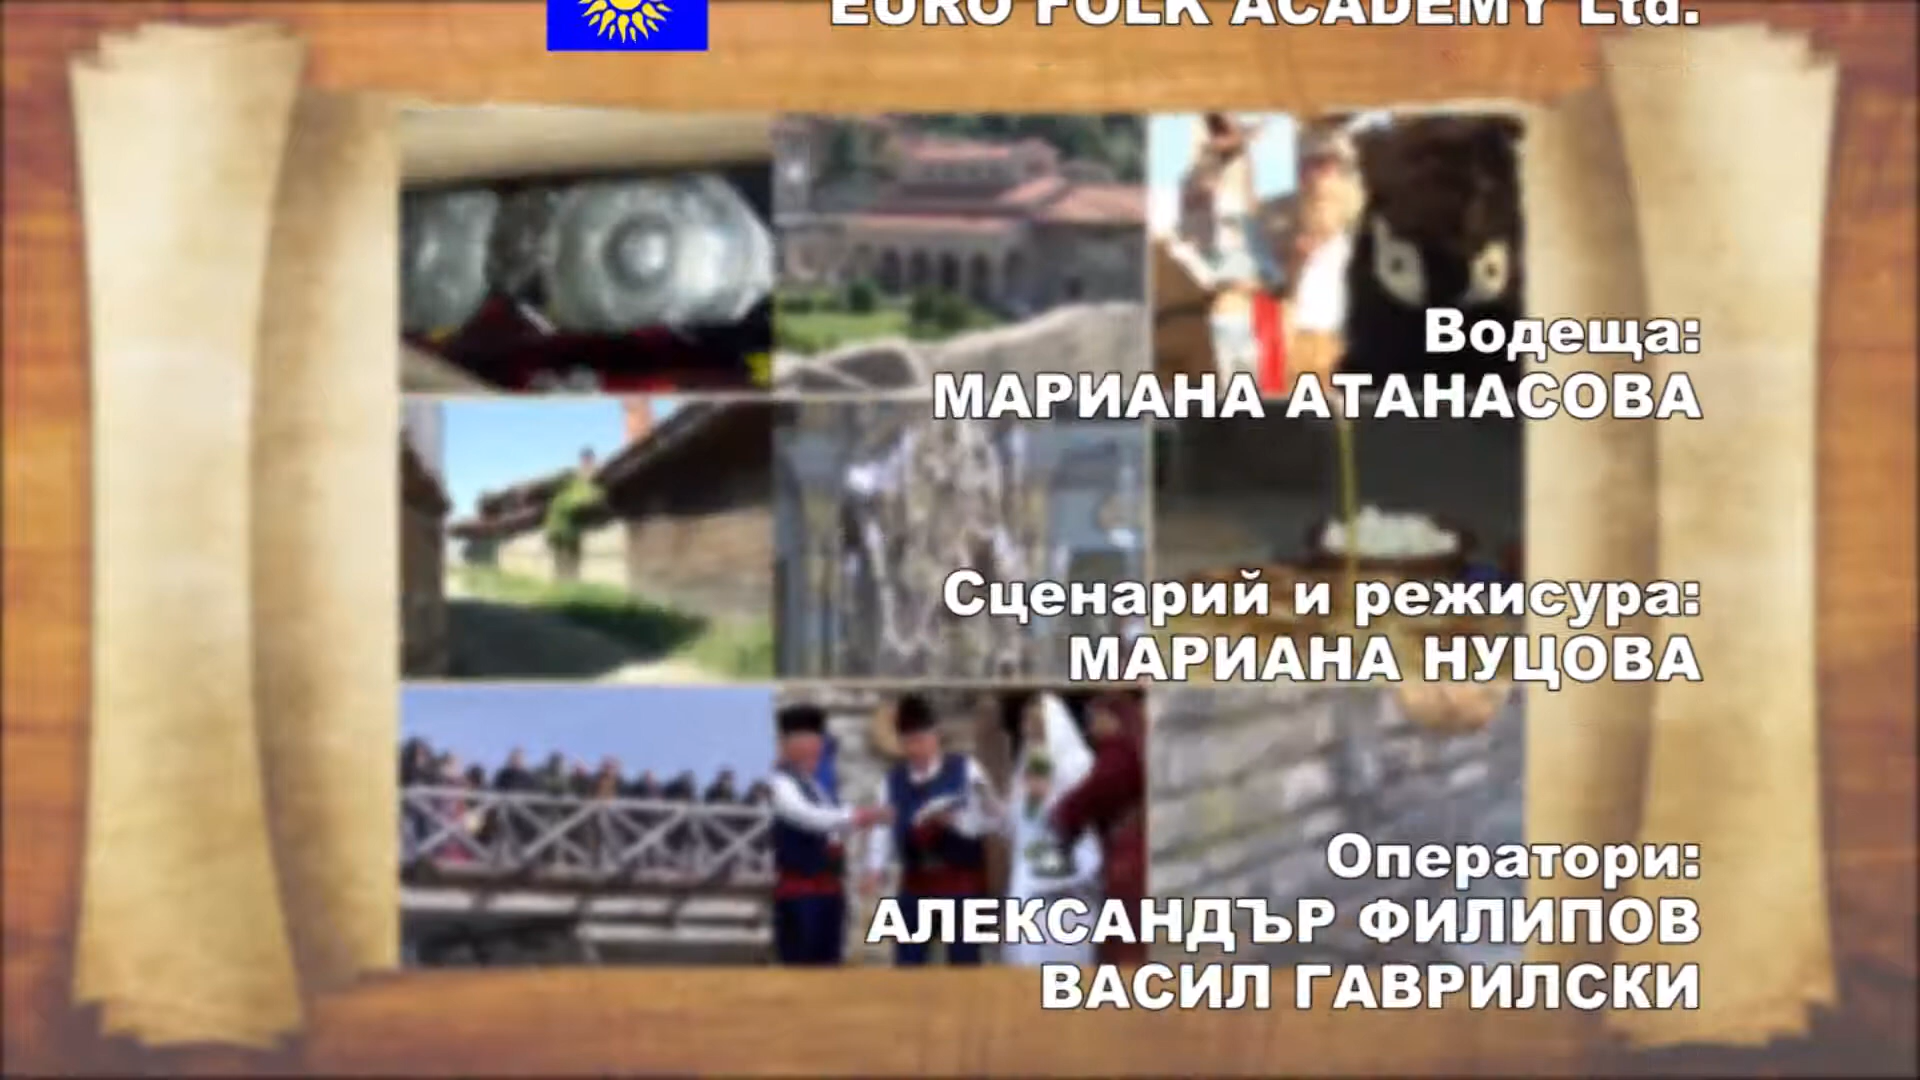 EURO FOLK ACADEMY Ltd.
Водеща:
МАРИАНА АТАНАСОВА
Сценарий и режисура:
МАРИАНА НУЦОВА
Оператори:
АЛЕКСАНДЪР ФИЛИПОВ
ВАСИЛ ГАВРИЛСКИ